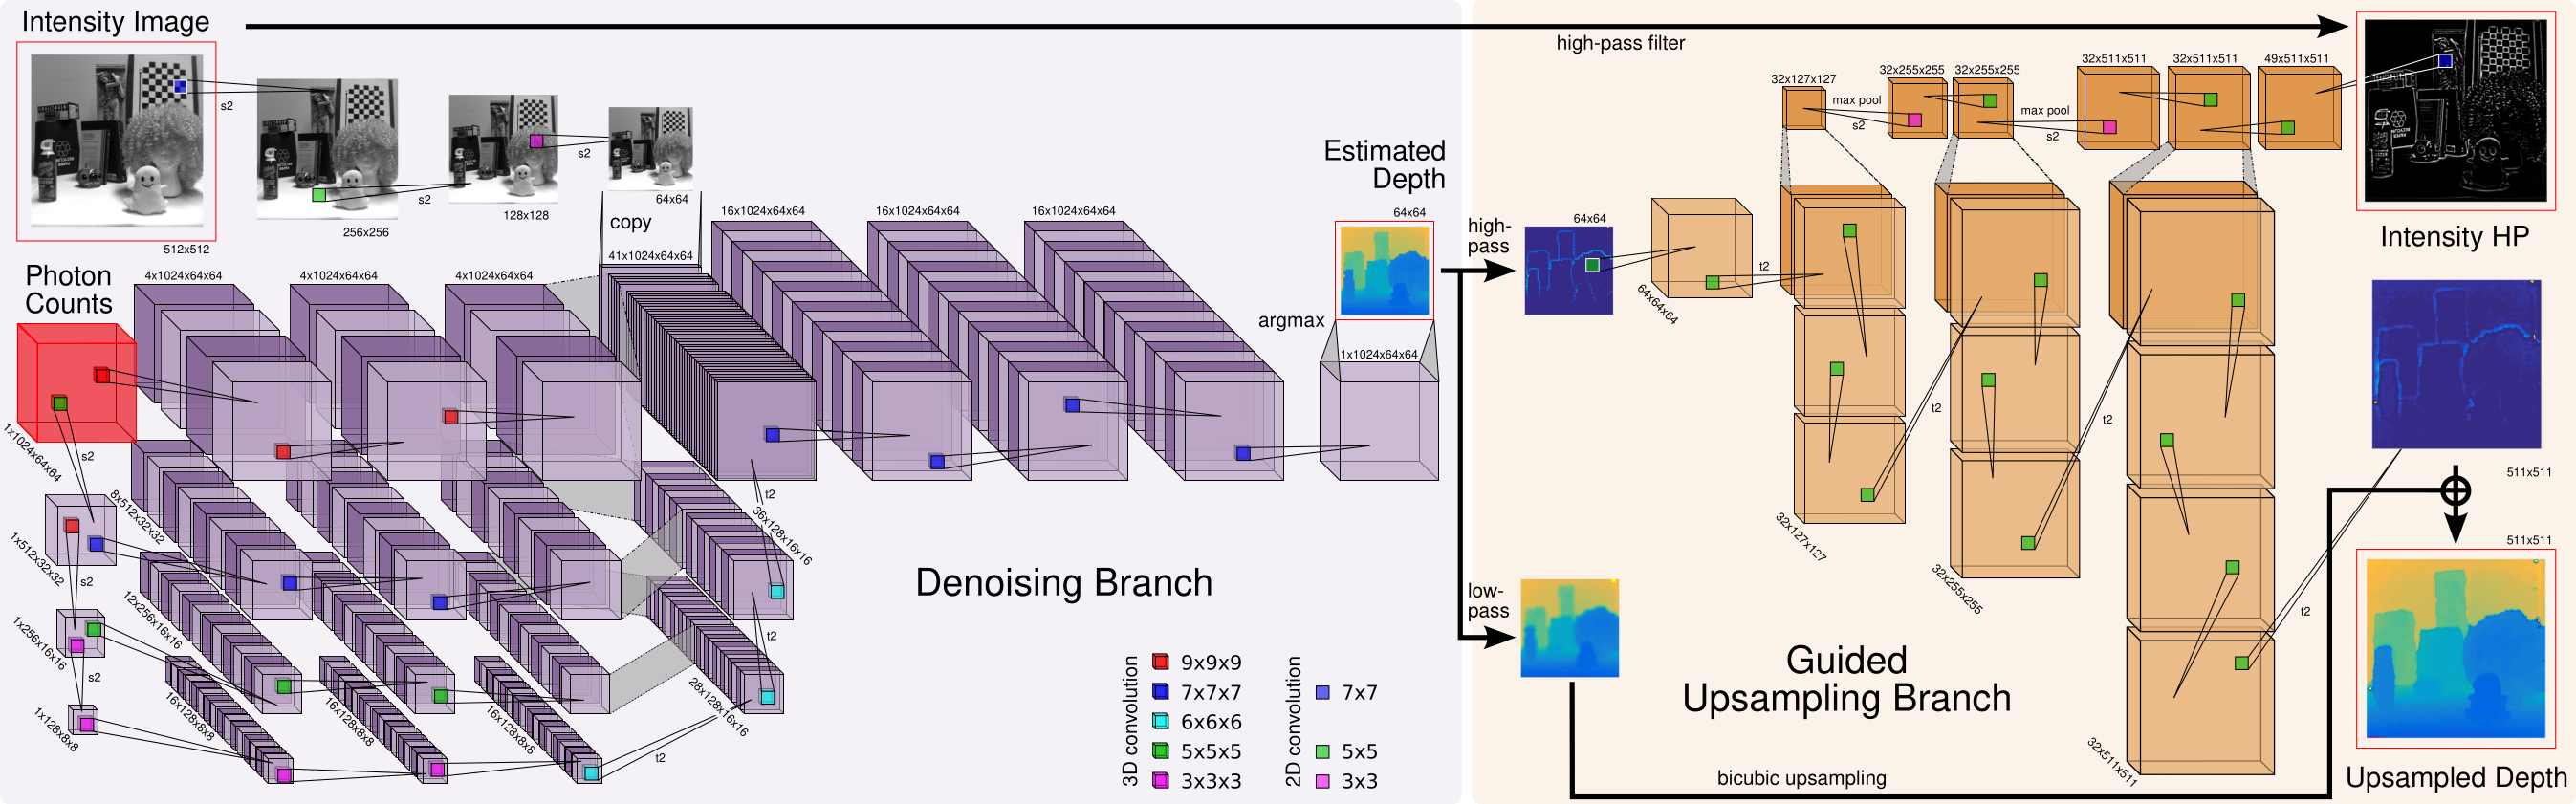 Intensity Image
s2
512x512
256x256
s2
128x128
s2
64x64
copy
Photon
Counts
1x1024x64x64
4x1024x64x64
4x1024x64x64
4x1024x64x64
41x1024x64x64
16x1024x64x64
16x1024x64x64
16x1024x64x64
Estimated
Depth
64x64
argmax
1x1024x64x64
s2
1x512x32x32
8x512x32x32
s2
1x256x16x16
12x256x16x16
s2
1x128x8x8
16x128x8x8
16x128x8x8
16x128x8x8
t2
28x128x16x16
t2
36x128x16x16
t2
Denoising Branch
3D convolution
9x9x9
7x7x7
6x6x6
5x5x5
3x3x3
2D convolution
7x7
5x5
3x3
high-pass filter
32x127x127
max pool
s2
32x255x255
32x255x255
max pool
s2
32x511x511
32x511x511
49x511x511
Intensity HP
high-
pass
64x64
64x64x64
t2
32x127x127
t2
32x255x255
t2
32x511x511
t2
511x511
511x511
low-
pass
Guided
Upsampling Branch
bicubic upsampling
Upsampled Depth